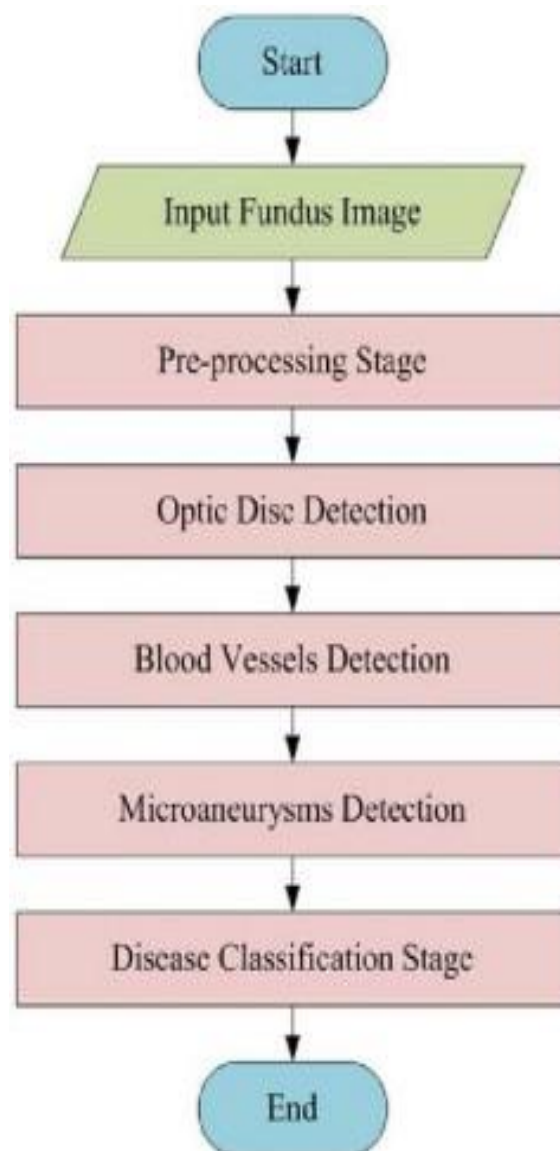 Start
Input Fundus Image
Pre-processing Stage
Optic Disc Detection
Blood Vessels Detection
Microaneurysms Detection
Disease Classification Stage
End